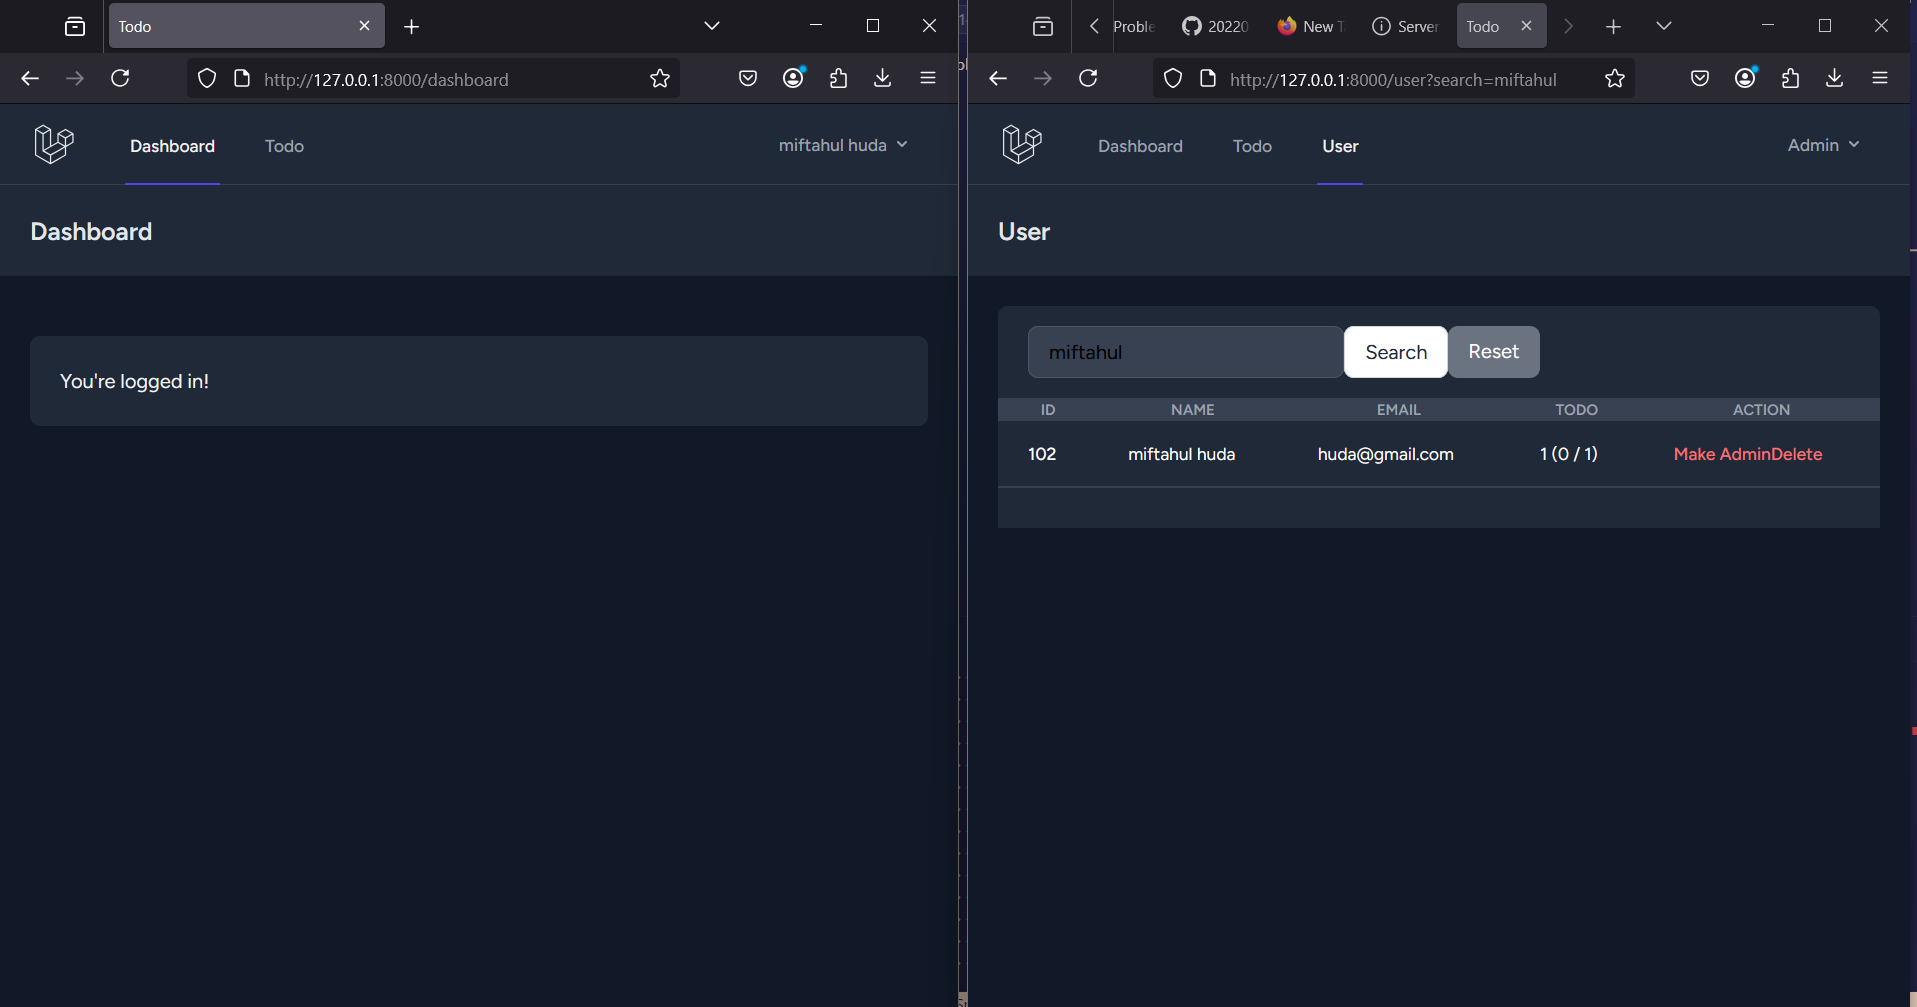 Todo
http://127.0.0.1:8000/dashboard
Dashboard
Todo
miftahul huda
Dashboard
You're logged in!
Proble
20220
New T
Server
Todo
http://127.0.0.1:8000/user?search=miftahul
Dashboard
Todo
User
Admin
User
miftahul
Search
Reset
ID NAME EMAIL TODO ACTION
102 miftahul huda huda@gmail.com 1 (0 / 1) Make AdminDelete